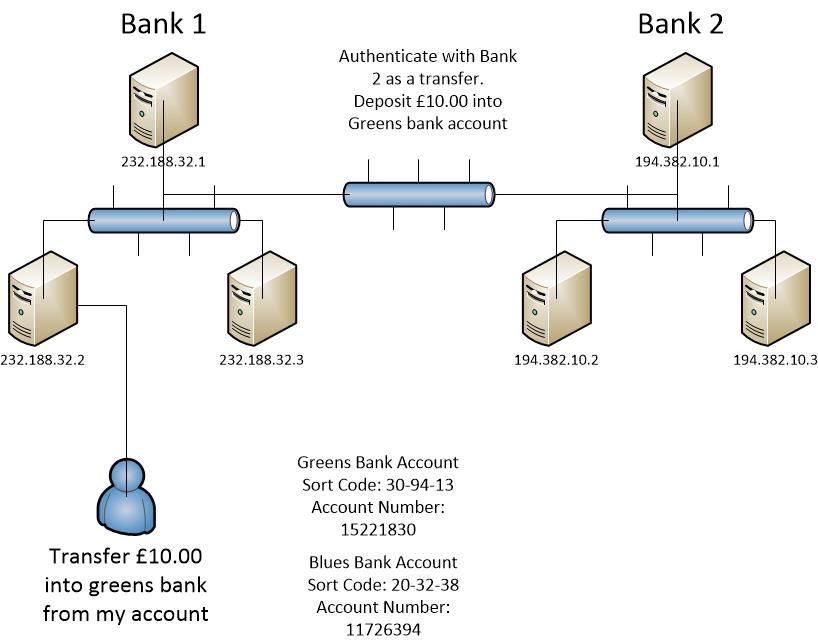 Bank 1
Bank 2
Authenticate with Bank
2 as a transfer.
Deposit £10.00 into
Greens bank account
232.188.32.1
194.382.10.1
232.188.32.2
232.188.32.3
194.382.10.2
194.382.10.3
Greens Bank Account
Sort Code: 30-94-13
Account Number:
15221830
Transfer £10.00
into greens bank
from my account
Blues Bank Account
Sort Code: 20-32-38
Account Number:
11726394